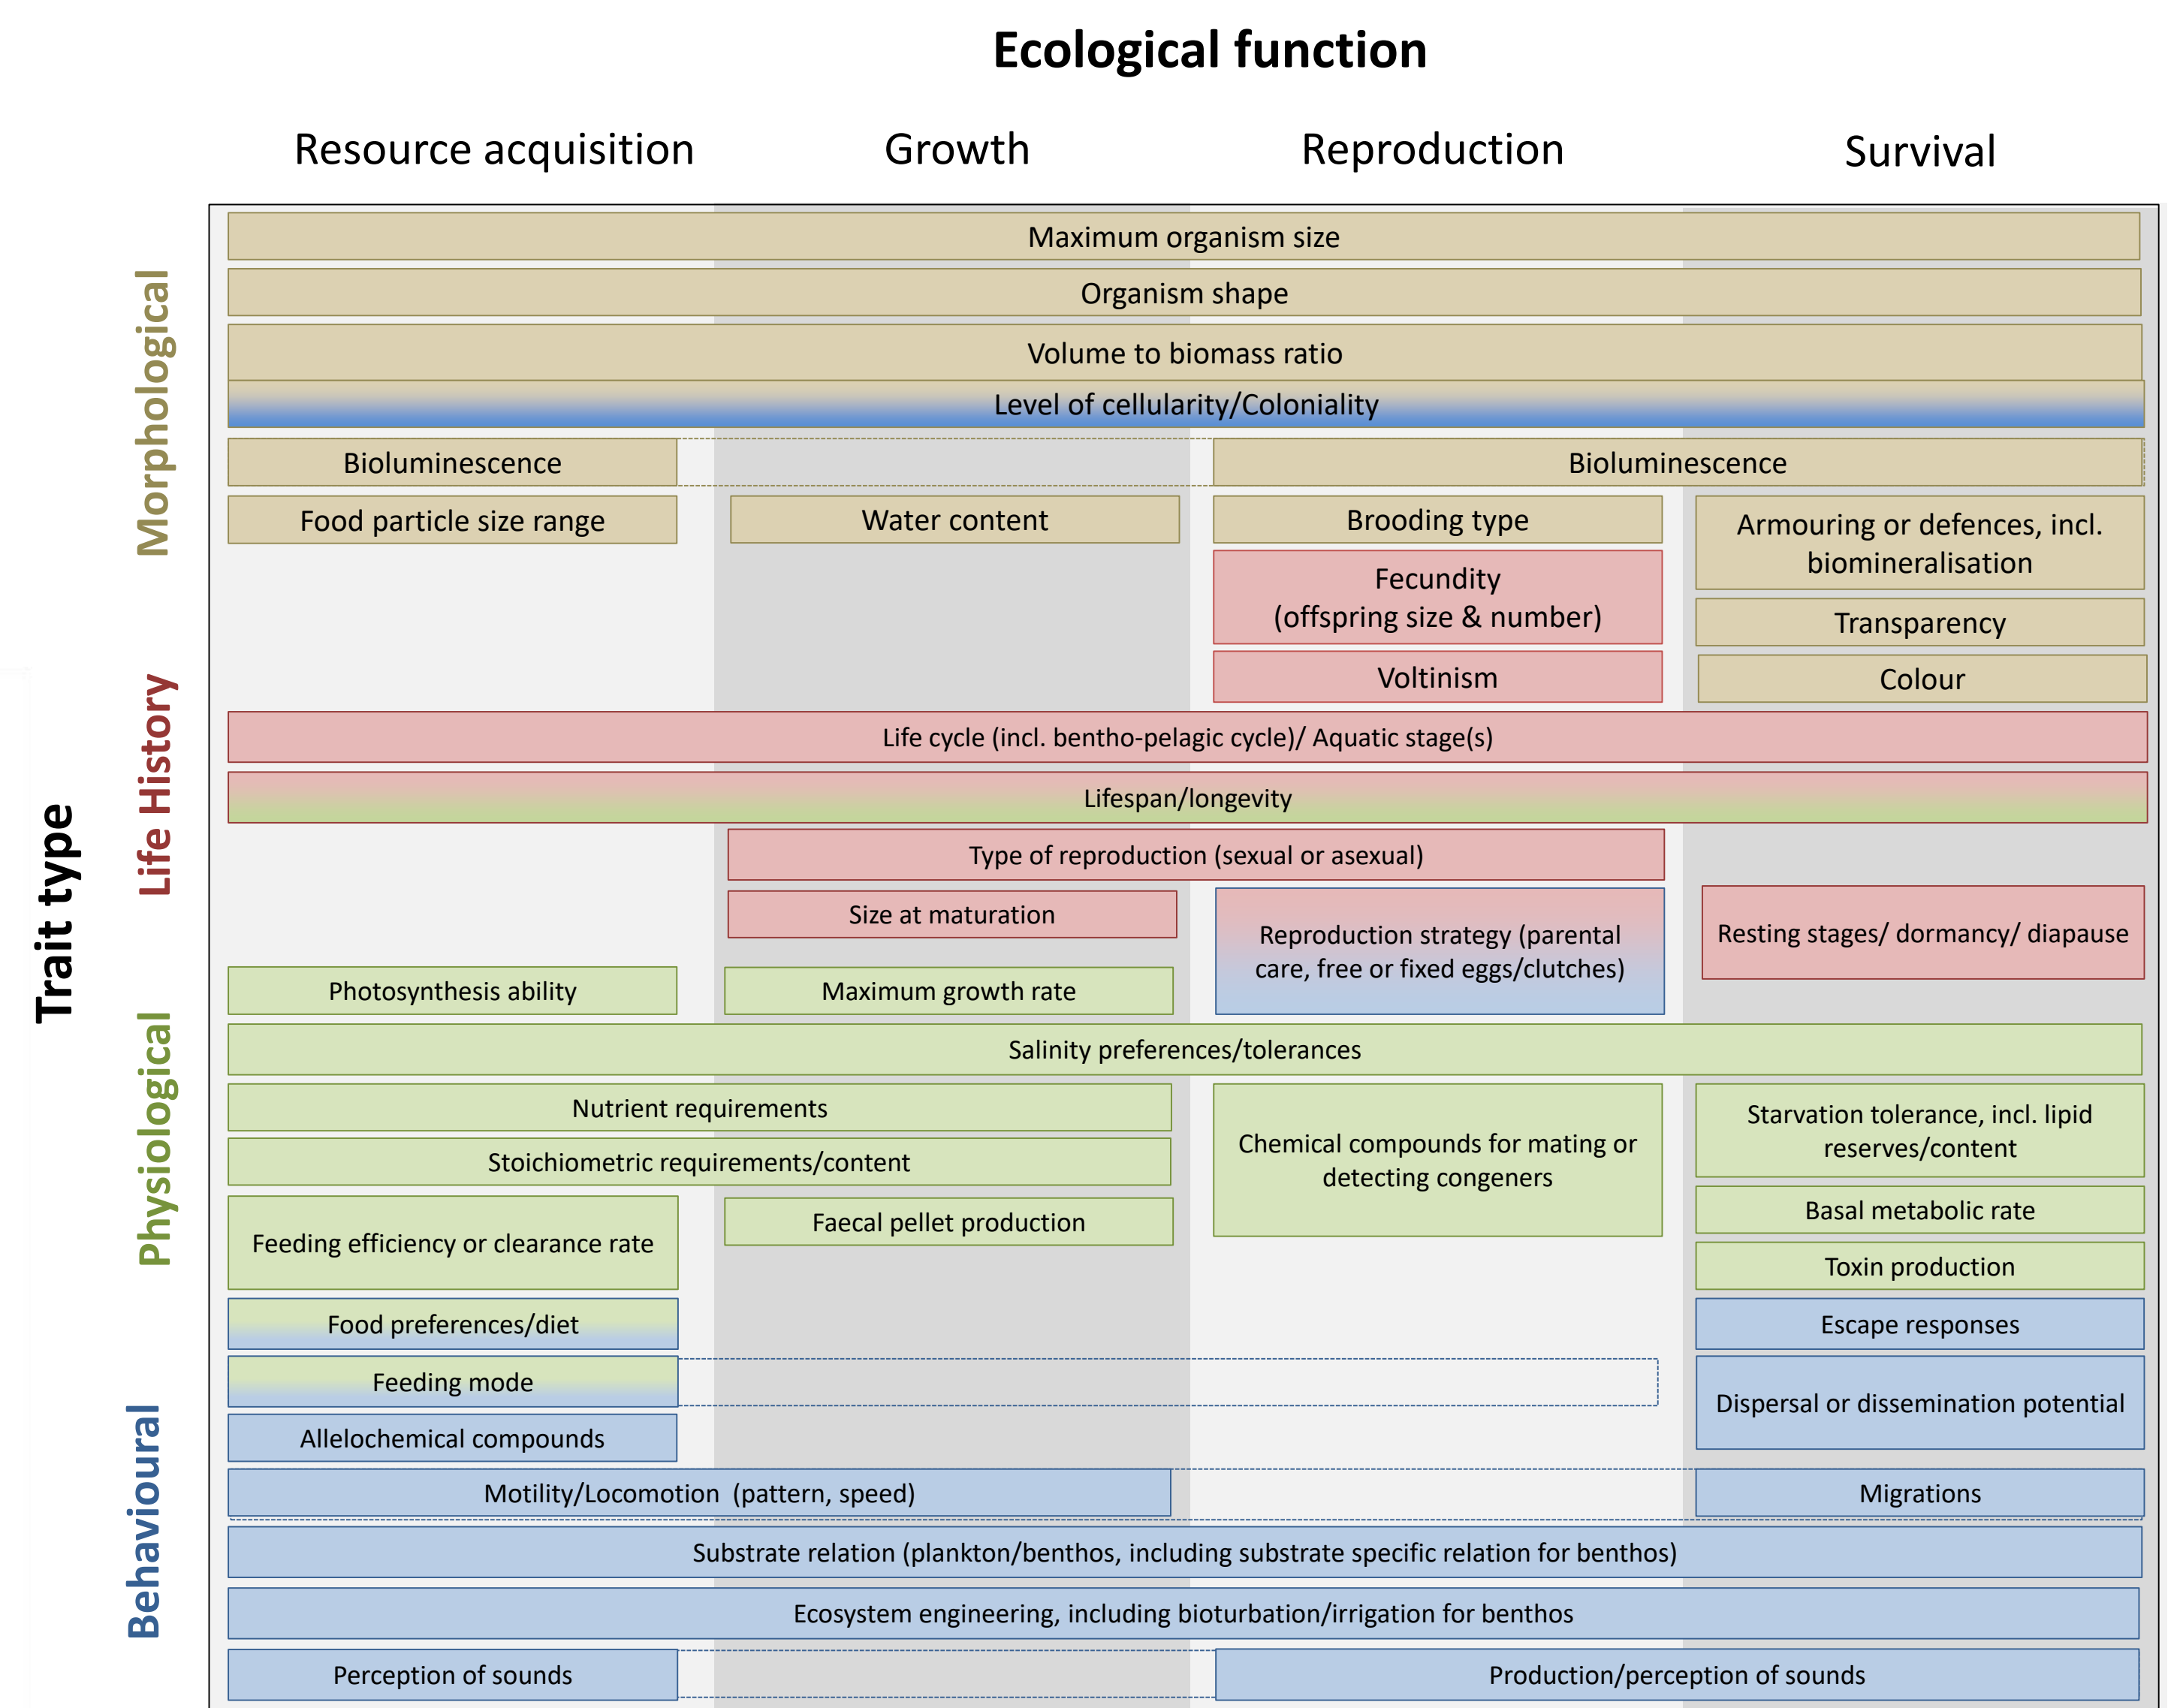 Ecological function
Resource acquisition
Growth
Reproduction
Survival
Trait type
Morphological
Maximum organism size
Organism shape
Volume to biomass ratio
Level of cellularity/Coloniality
Bioluminescence
Bioluminescence
Food particle size range
Water content
Brooding type
Armouring or defences, incl.
biomineralisation
Fecundity
(offspring size & number)
Transparency
Voltinism
Colour
Life History
Life cycle (incl. bentho-pelagic cycle)/ Aquatic stage(s)
Lifespan/longevity
Type of reproduction (sexual or asexual)
Size at maturation
Reproduction strategy (parental
care, free or fixed eggs/clutches)
Resting stages/ dormancy/ diapause
Physiological
Photosynthesis ability
Maximum growth rate
Salinity preferences/tolerances
Nutrient requirements
Stoichiometric requirements/content
Chemical compounds for mating or
detecting congeners
Starvation tolerance, incl. lipid
reserves/content
Feeding efficiency or clearance rate
Faecal pellet production
Basal metabolic rate
Toxin production
Behavioural
Food preferences/diet
Escape responses
Feeding mode
Dispersal or dissemination potential
Allelochemical compounds
Motility/Locomotion (pattern, speed)
Migrations
Substrate relation (plankton/benthos, including substrate specific relation for benthos)
Ecosystem engineering, including bioturbation/irrigation for benthos
Perception of sounds
Production/perception of sounds